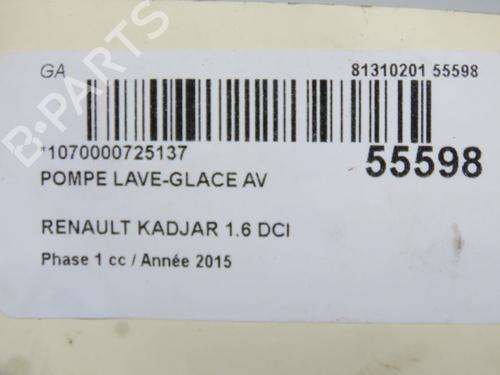 GA 81310201 55598
*1070000725137 55598
POMPE LAVE-GLACE AV
RENAULT KADJAR 1.6 DCI
Phase 1 cc / Année 2015
B-PARTS